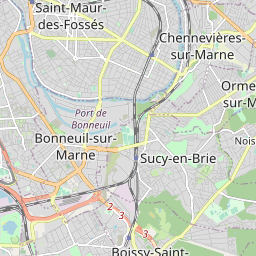 Saint-Maur-
des-Fossés
Chennevières-
sur-Marne
Orme
sur-M
Port de
Bonneuil
Bonneuil-sur-
Marne
Nois
Sucy-en-Brie
2
3
3
Boissy-Saint-